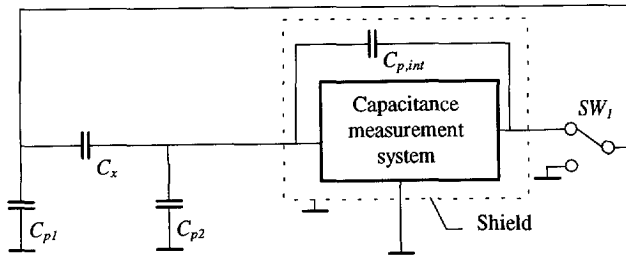 C_{p,int}
Capacitance
measurement
system
SW_1
C_x
C_{p1}
C_{p2}
Shield